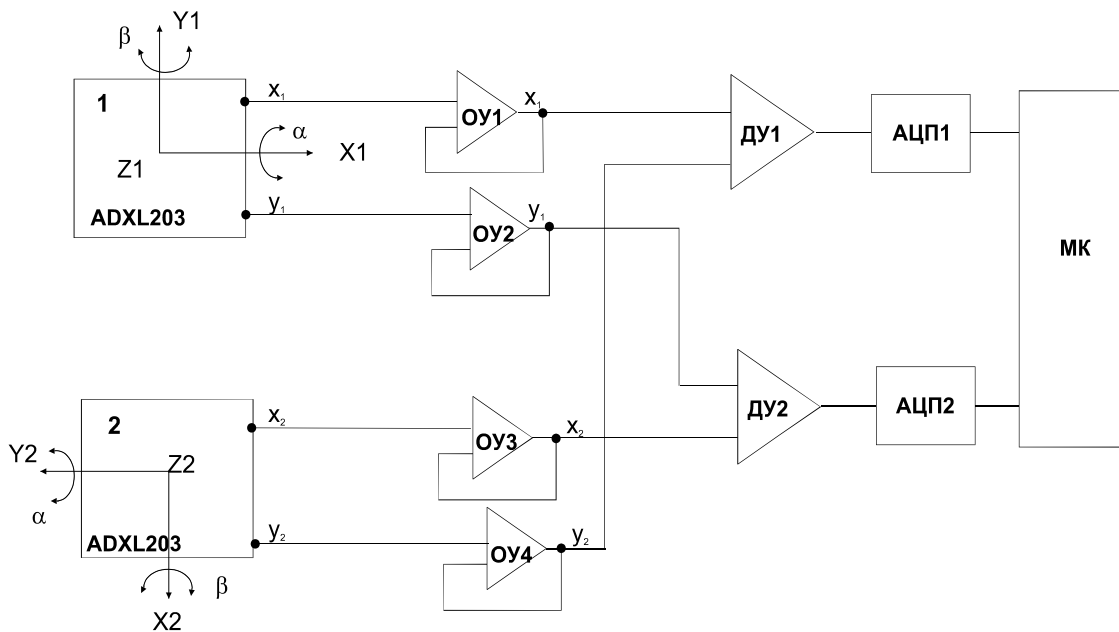 Y1
β
1
x₁
α
X1
Z1
ADXL203
y₁
ОУ1
x₁
ОУ2
y₁
ДУ1
АЦП1
МК
2
x₂
Y2
Z2
α
ADXL203
y₂
β
X2
ОУ3
x₂
ОУ4
y₂
ДУ2
АЦП2